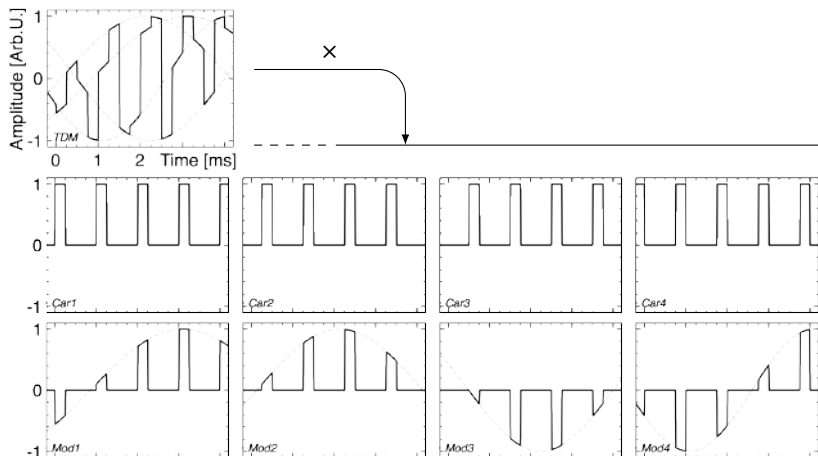 Amplitude [Arb.U.]
1
0
-1
TDM
0 1 2 Time [ms]
×
1
0
-1
Car1
Car2
Car3
Car4
1
0
-1
Mod1
Mod2
Mod3
Mod4